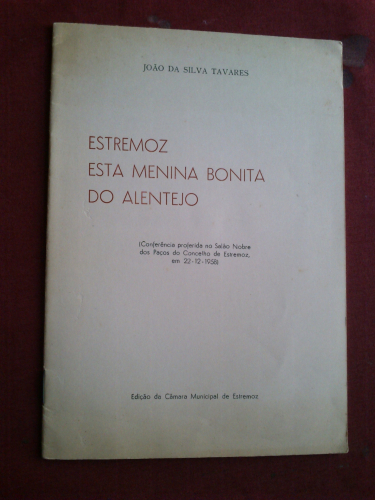 JOÃO DA SILVA TAVARES
ESTREMOZ
ESTA MENINA BONITA
DO ALENTEJO
(Conferência proferida no Salão Nobre
dos Paços do Concelho de Estremoz,
em 22-12-1958)
Edição da Câmara Municipal de Estremoz